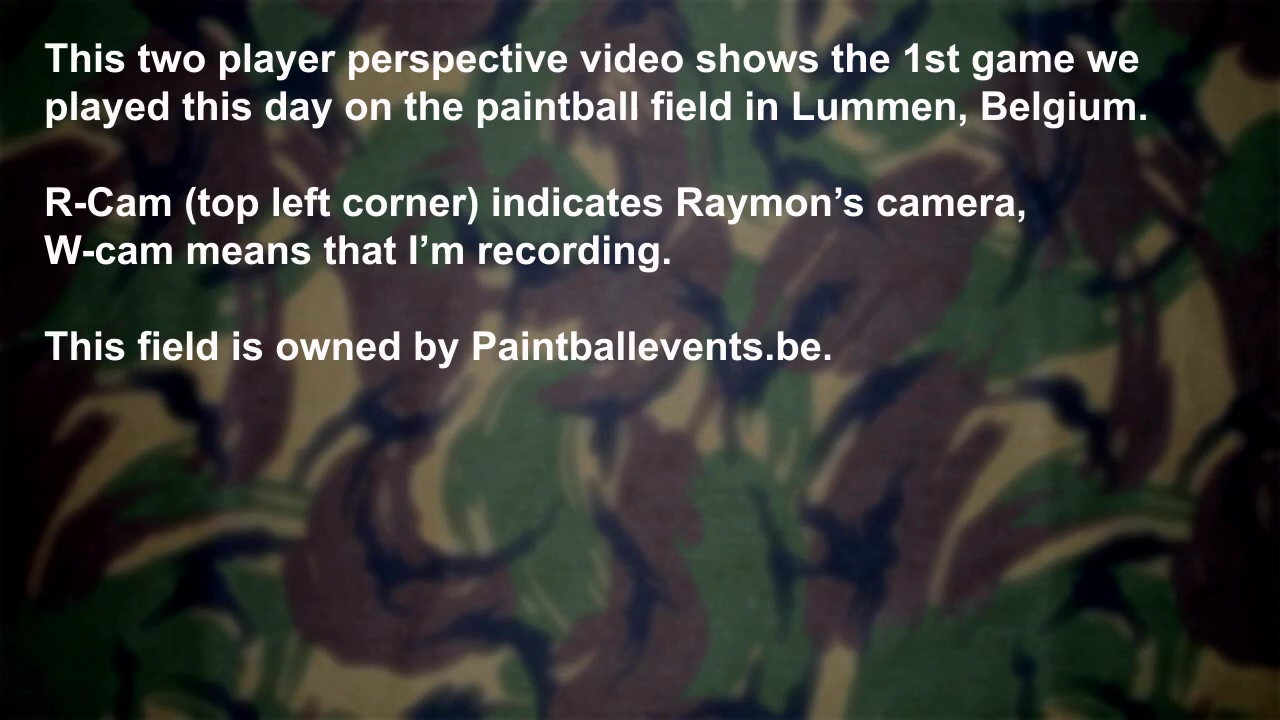 This two player perspective video shows the 1st game we
played this day on the paintball field in Lummen, Belgium.
R-Cam (top left corner) indicates Raymon’s camera,
W-cam means that I’m recording.
This field is owned by Paintballevents.be.